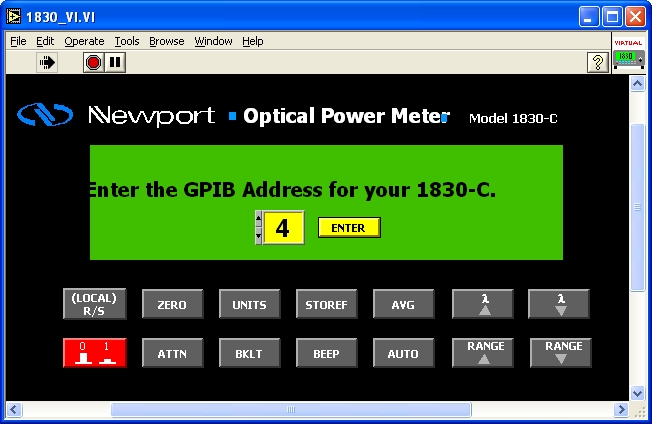 1830_VI.VI
File Edit Operate Tools Browse Window Help
?
VIRTUAL
1830
Newport Optical Power Meter Model 1830-C
Enter the GPIB Address for your 1830-C.
4 ENTER
(LOCAL)
R/S ZERO UNITS STOREF AVG λ λ
0 1
ATTN BKLT BEEP AUTO RANGE RANGE